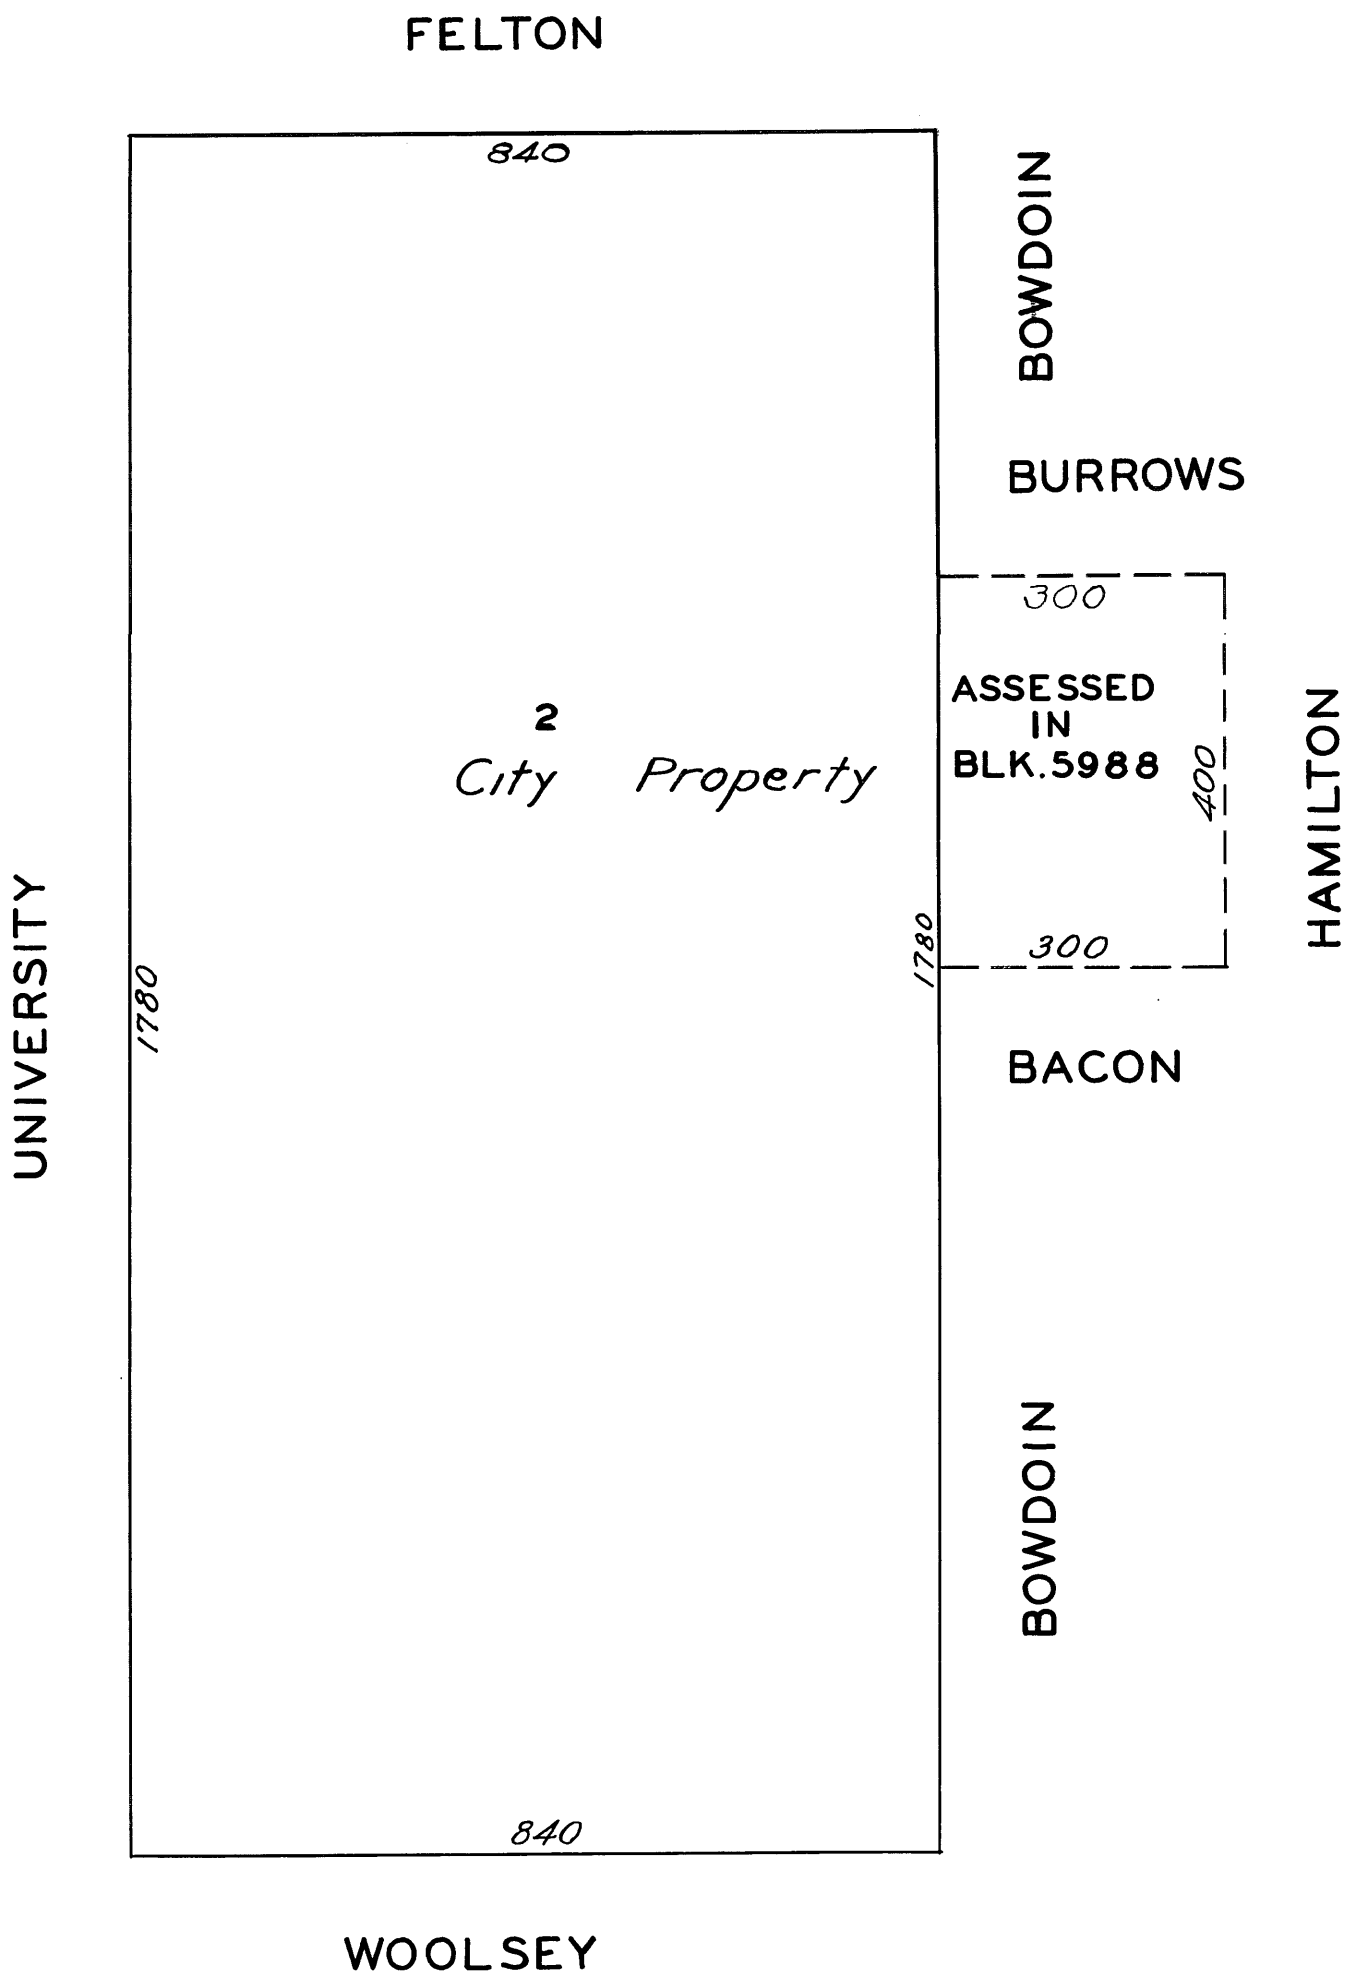 FELTON
840
BOWDOIN
BURROWS
300
ASSESSED
IN
BLK. 5988
400
HAMILTON
2
City Property
UNIVERSITY
1780
1780
300
BACON
BOWDOIN
840
WOOLSEY